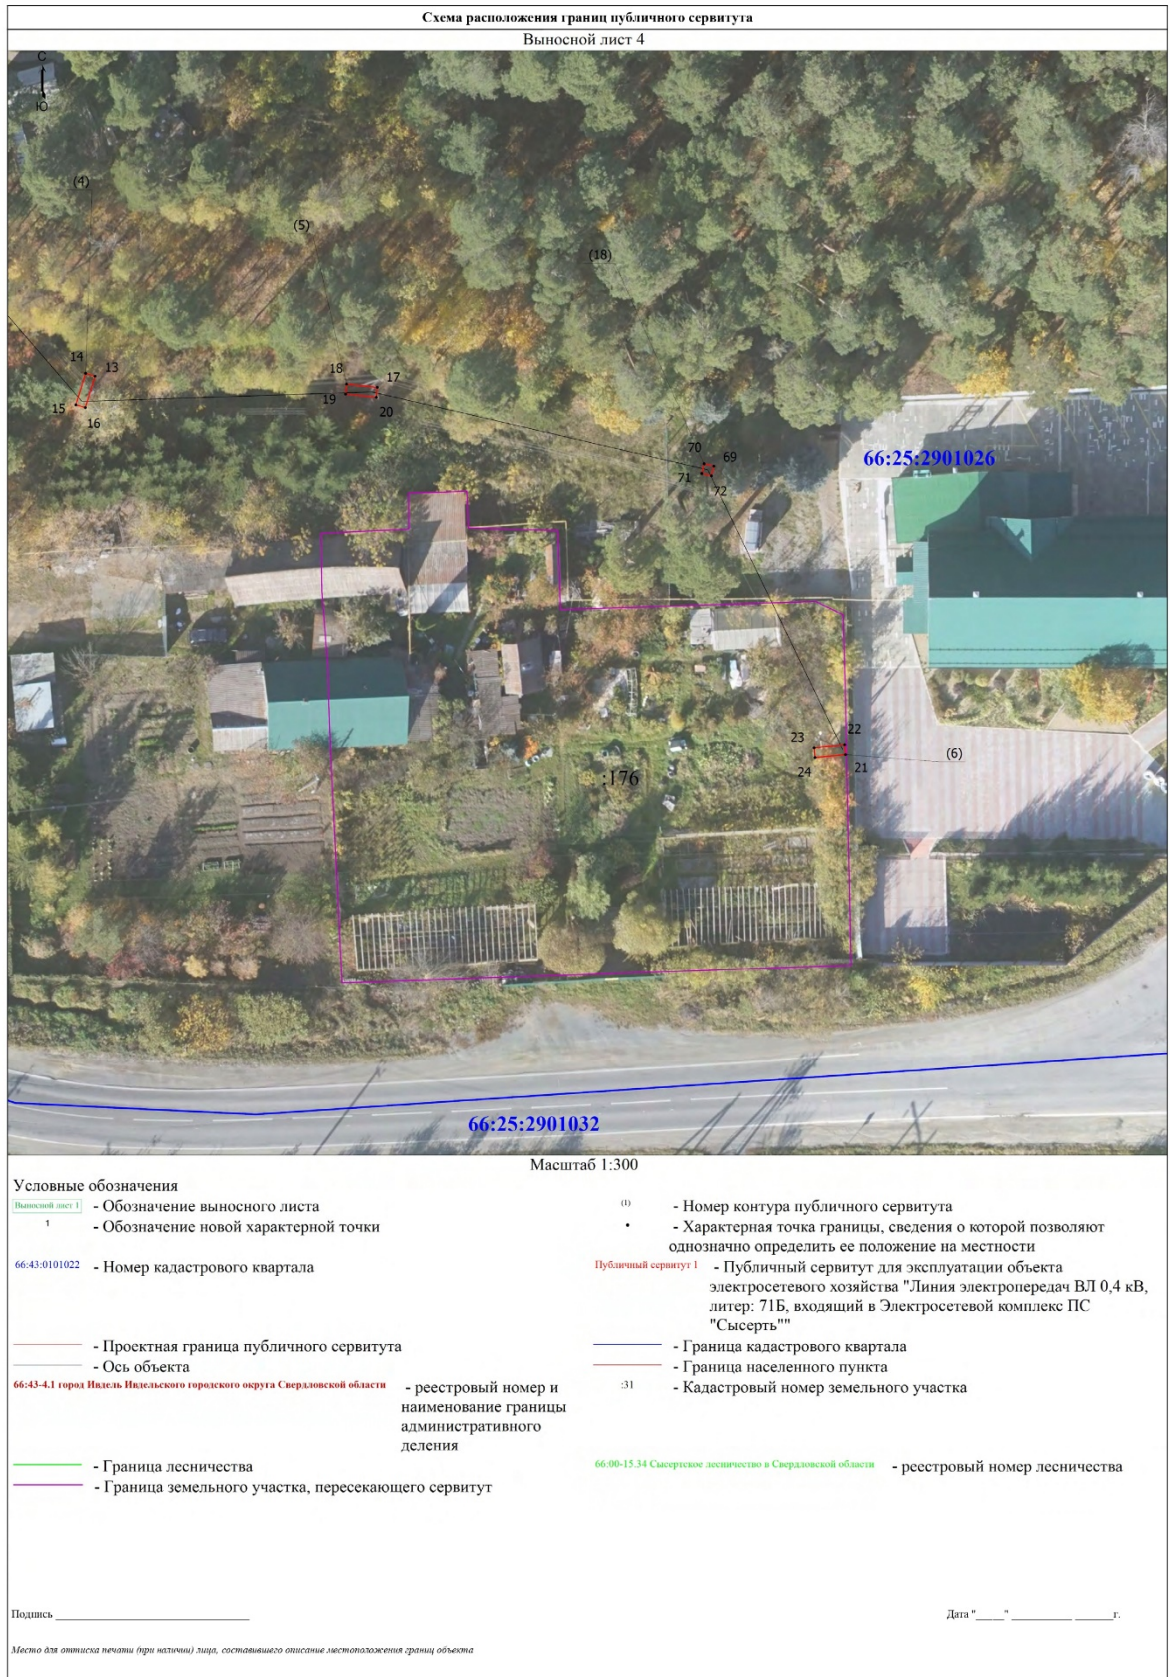 Схема расположения границ публичного сервитута
Выносной лист 4
С
Ю
(4)
(5)
(18)
14
13
15
16
18
17
19
20
70
69
71
72
66:25:2901026
23
22
24
21
(6)
:176
66:25:2901032
Масштаб 1:300
Условные обозначения
Выносной лист 1 - Обозначение выносного листа
1 - Обозначение новой характерной точки
66:43:0101022 - Номер кадастрового квартала
- Проектная граница публичного сервитута
- Ось объекта
66:43-4.1 город Ивдель Ивдельского городского округа Свердловской области - реестровый номер и
наименование границы
административного
деления
- Граница лесничества
- Граница земельного участка, пересекающего сервитут
(1) - Номер контура публичного сервитута
• - Характерная точка границы, сведения о которой позволяют
однозначно определить ее положение на местности
Публичный сервитут 1 - Публичный сервитут для эксплуатации объекта
электросетевого хозяйства "Линия электропередач ВЛ 0,4 кВ,
литер: 71Б, входящий в Электросетевой комплекс ПС
"Сысерть""
- Граница кадастрового квартала
- Граница населенного пункта
:31 - Кадастровый номер земельного участка
66:00-15.34 Сысертское лесничество в Свердловской области - реестровый номер лесничества
Подпись ____________________
Дата "_____" __________ ______г.
Место для оттиска печати (при наличии) лица, составившего описание местоположения границ объекта